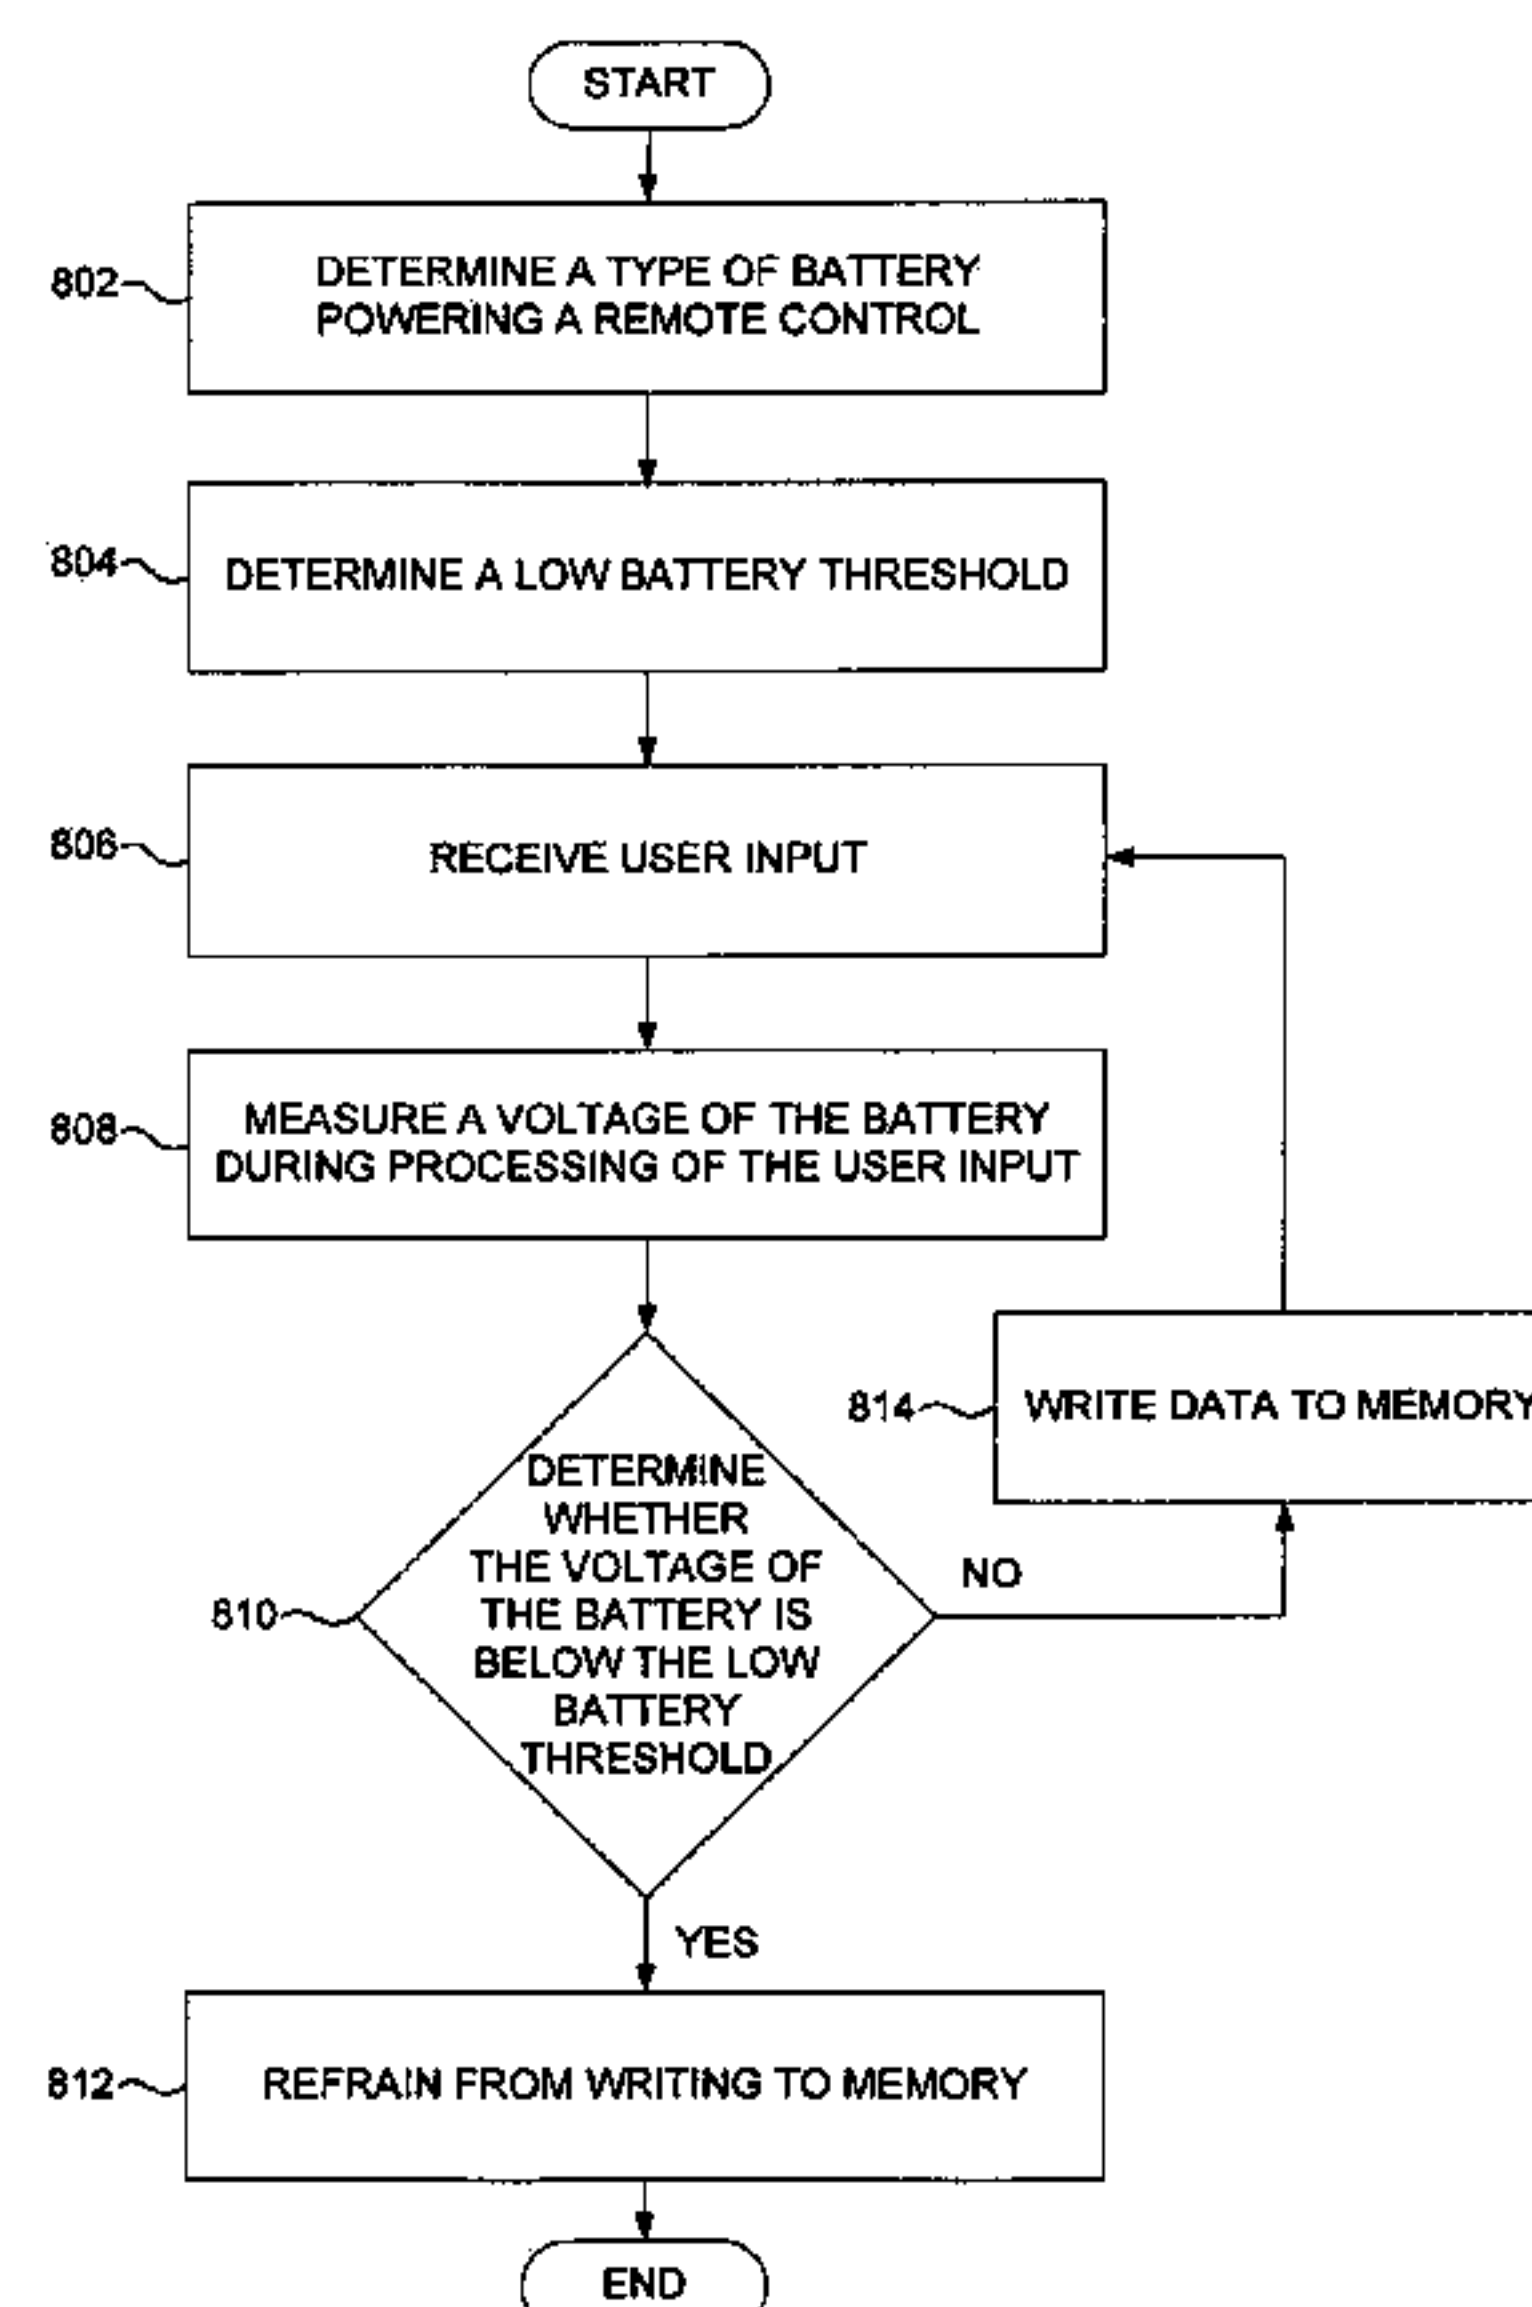 START
802
DETERMINE A TYPE OF BATTERY
POWERING A REMOTE CONTROL
804
DETERMINE A LOW BATTERY THRESHOLD
806
RECEIVE USER INPUT
808
MEASURE A VOLTAGE OF THE BATTERY
DURING PROCESSING OF THE USER INPUT
814
WRITE DATA TO MEMORY
810
DETERMINE
WHETHER
THE VOLTAGE OF
THE BATTERY IS
BELOW THE LOW
BATTERY
THRESHOLD
NO
YES
812
REFRAIN FROM WRITING TO MEMORY
END